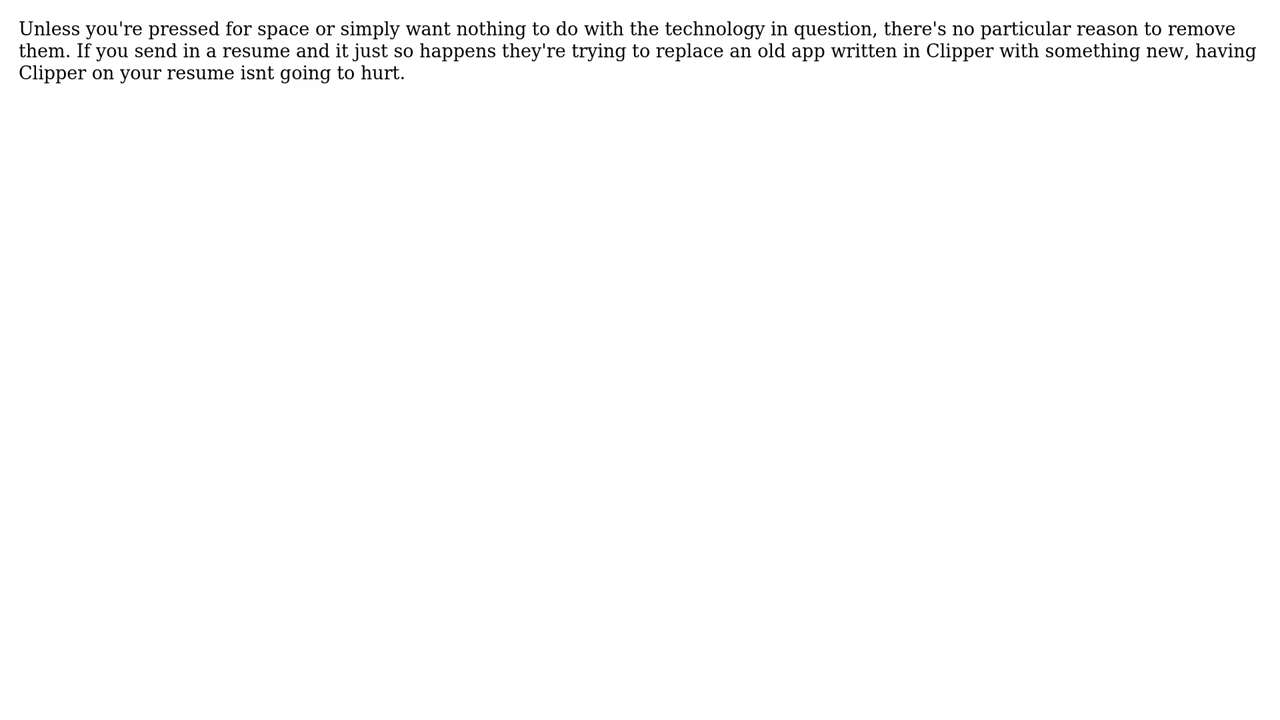 Unless you're pressed for space or simply want nothing to do with the technology in question, there's no particular reason to remove
them. If you send in a resume and it just so happens they're trying to replace an old app written in Clipper with something new, having
Clipper on your resume isnt going to hurt.